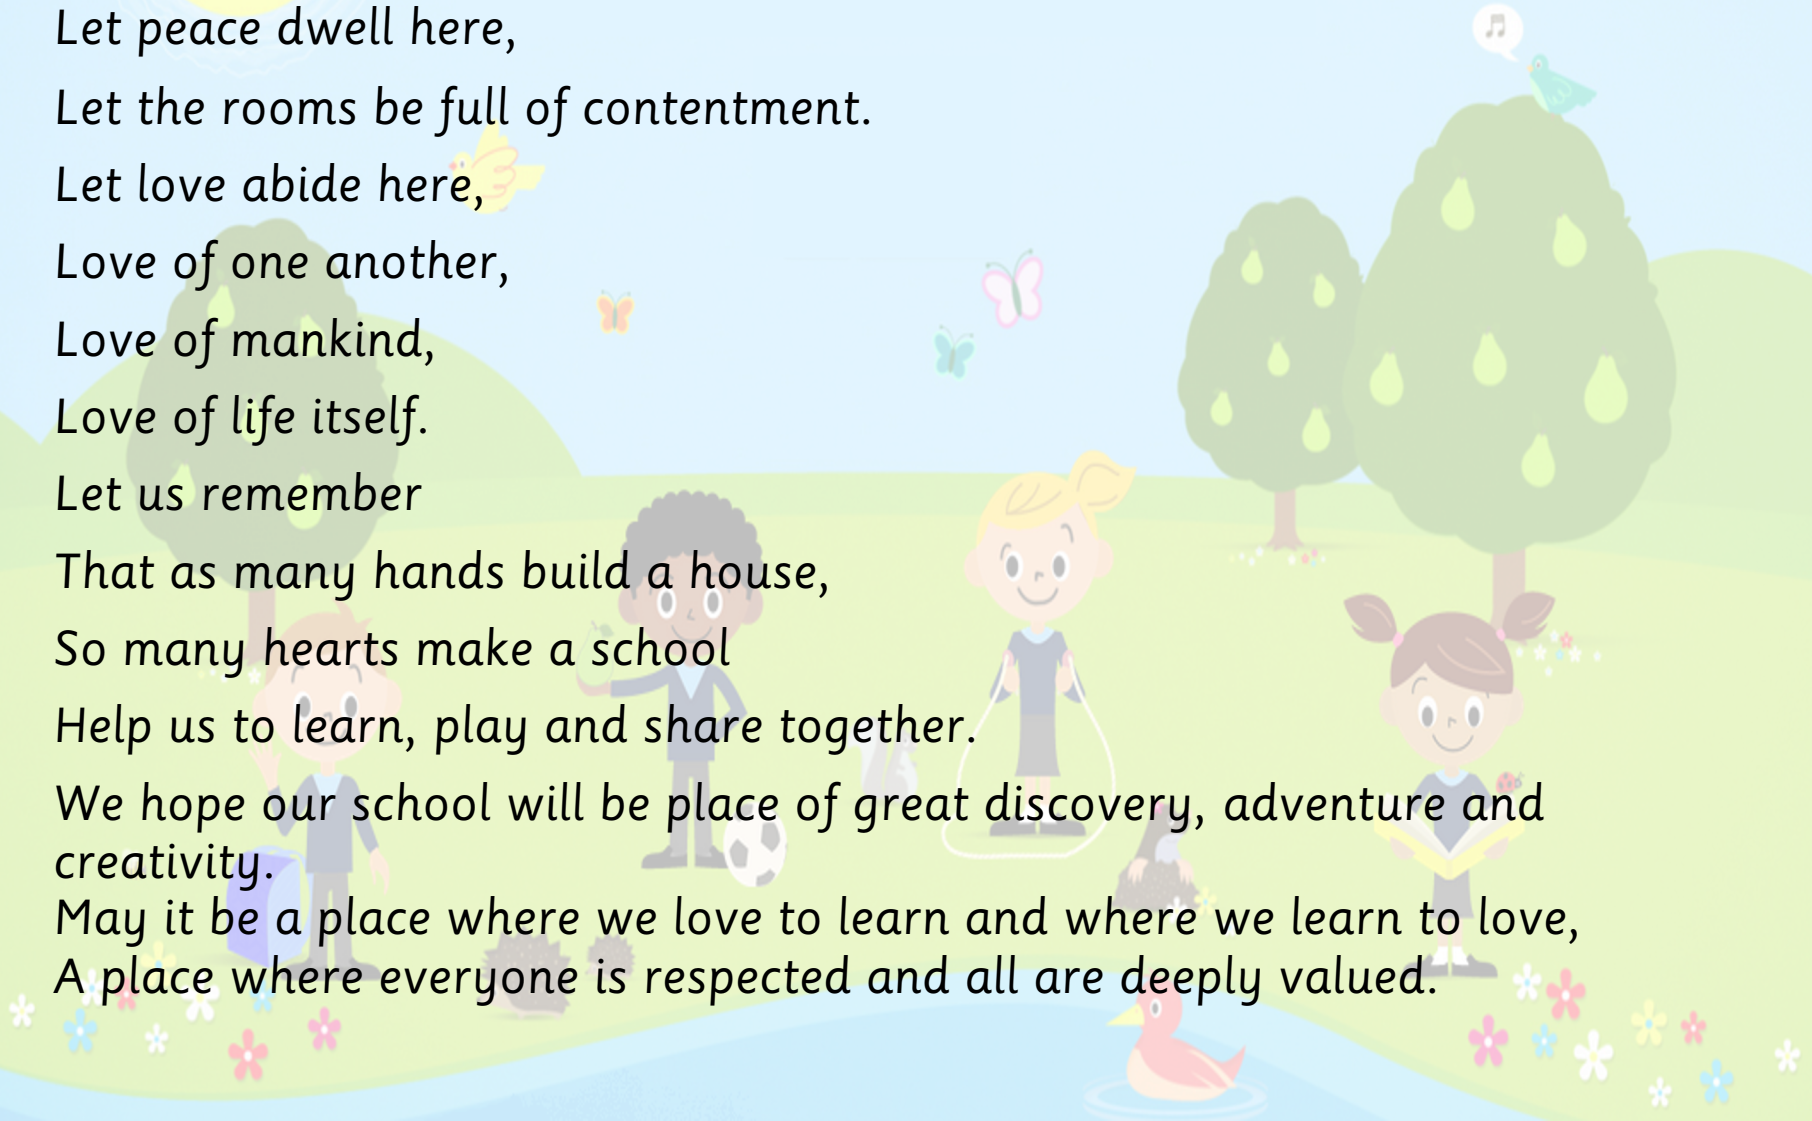 Let peace dwell here,
Let the rooms be full of contentment.
Let love abide here,
Love of one another,
Love of mankind,
Love of life itself.
Let us remember
That as many hands build a house,
So many hearts make a school
Help us to learn, play and share together.
We hope our school will be place of great discovery, adventure and
creativity.
May it be a place where we love to learn and where we learn to love,
A place where everyone is respected and all are deeply valued.